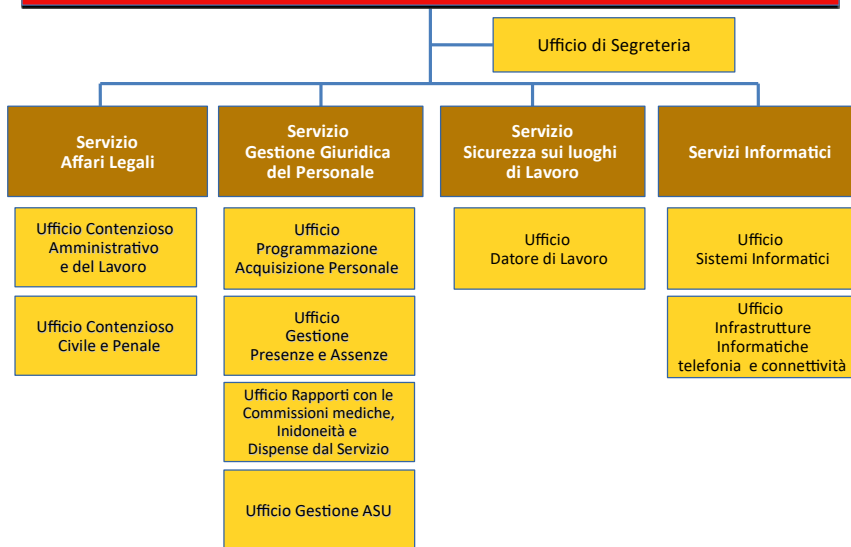 Ufficio di Segreteria
Servizio
Affari Legali
Servizio
Gestione Giuridica
del Personale
Servizio
Sicurezza sui luoghi
di Lavoro
Servizi Informatici
Ufficio Contenzioso
Amministrativo
e del Lavoro
Ufficio Contenzioso
Civile e Penale
Ufficio
Programmazione
Acquisizione Personale
Ufficio
Gestione
Presenze e Assenze
Ufficio Rapporti con le
Commissioni mediche,
Inidoneità e
Dispense dal Servizio
Ufficio Gestione ASU
Ufficio
Datore di Lavoro
Ufficio
Sistemi Informatici
Ufficio
Infrastrutture
Informatiche
telefonia e connettività